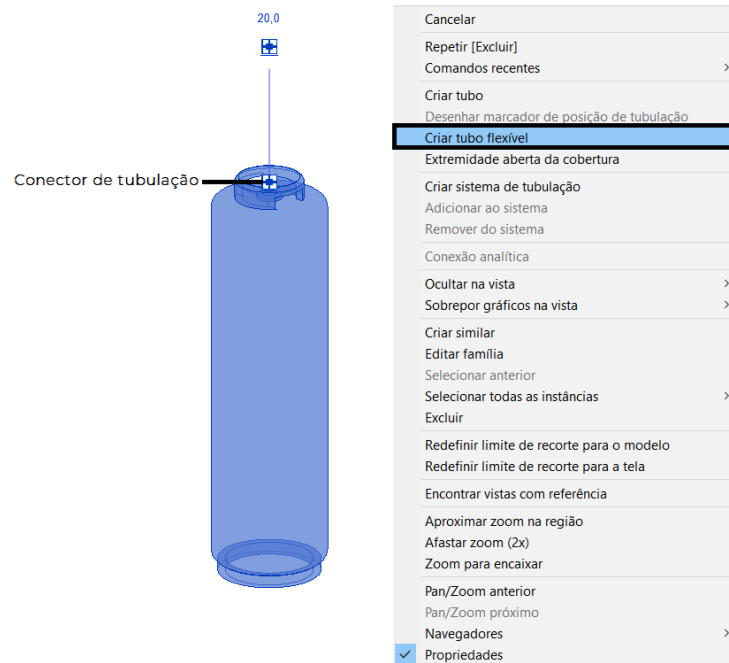 20,0
Conector de tubulação
Cancelar
Repetir [Excluir]
Comandos recentes
Criar tubo
Desenhar marcador de posição de tubulação
Criar tubo flexível
Extremidade aberta da cobertura
Criar sistema de tubulação
Adicionar ao sistema
Remover do sistema
Conexão analítica
Ocultar na vista
Sobrepor gráficos na vista
Criar similar
Editar família
Selecionar anterior
Selecionar todas as instâncias
Excluir
Redefinir limite de recorte para o modelo
Redefinir limite de recorte para a tela
Encontrar vistas com referência
Aproximar zoom na região
Afastar zoom (2x)
Zoom para encaixar
Pan/Zoom anterior
Pan/Zoom próximo
Navegadores
Propriedades